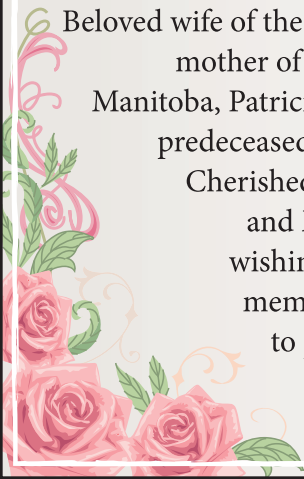 Beloved wife of the
mother of
Manitoba, Patric
predeceased
Cherished
and
wishin
mem
to